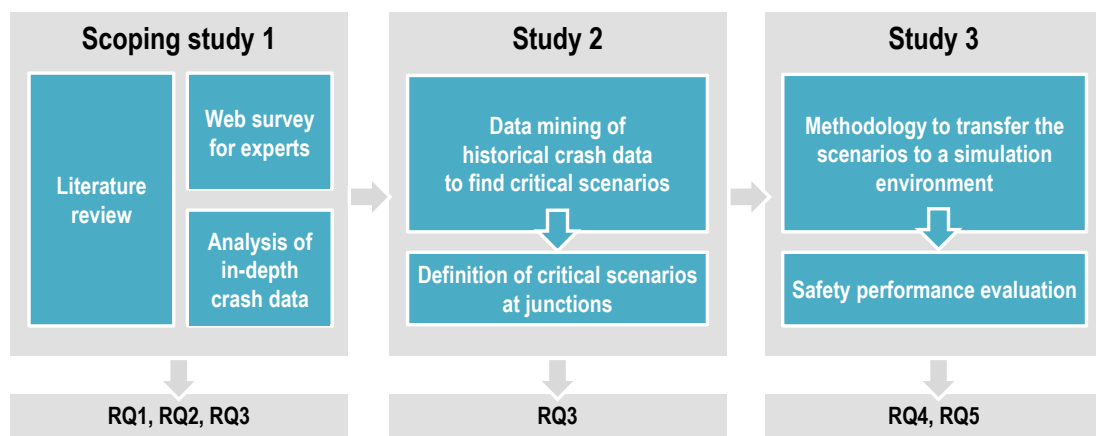 Scoping study 1
Literature
review
Web survey
for experts
Analysis of
in-depth
crash data
RQ1, RQ2, RQ3
Study 2
Data mining of
historical crash data
to find critical scenarios
Definition of critical scenarios
at junctions
RQ3
Study 3
Methodology to transfer the
scenarios to a simulation
environment
Safety performance evaluation
RQ4, RQ5